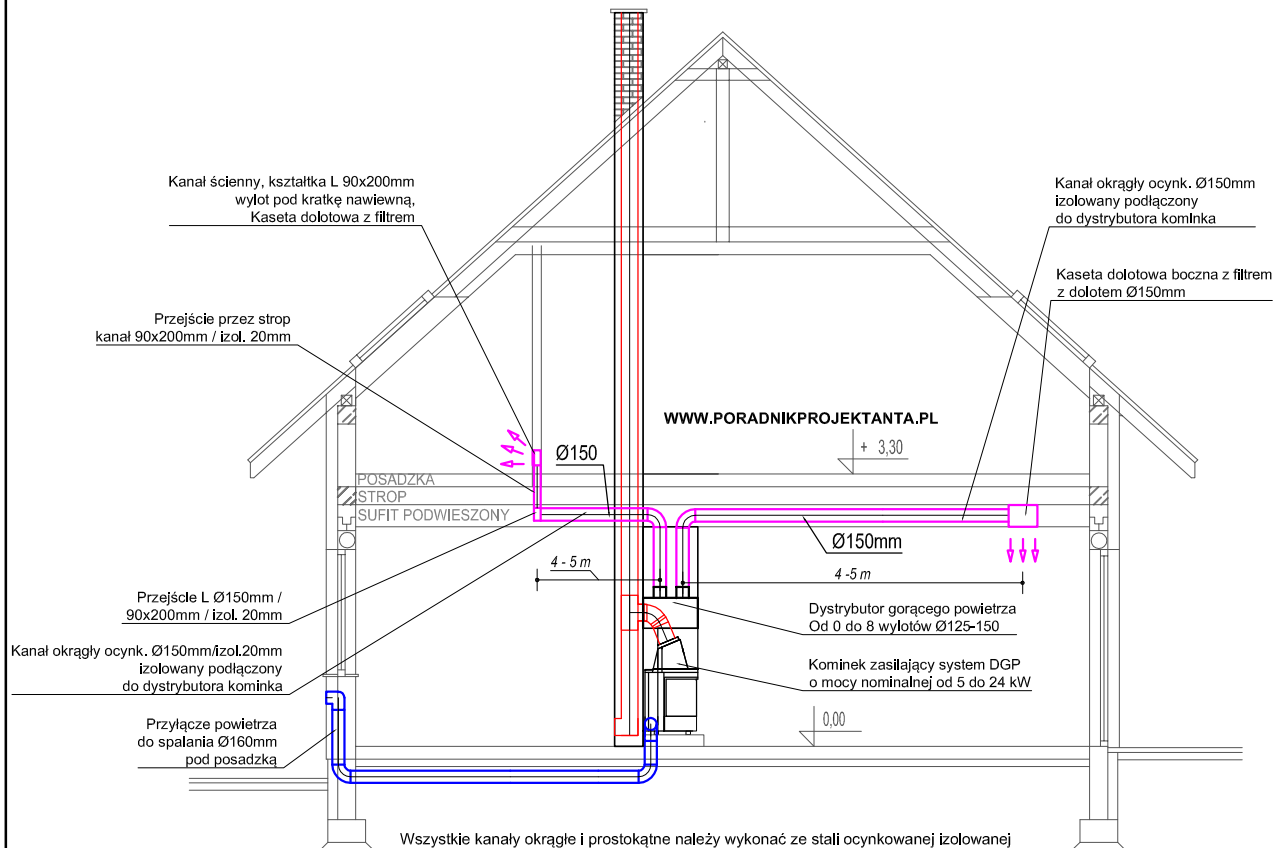 Kanał ścienny, kształtka L 90x200mm
wylot pod kratkę nawiewną,
Kaseta dolotowa z filtrem
Kanał okrągły ocynk. Ø150mm
izolowany podłączony
do dystrybutora kominka
Kaseta dolotowa boczna z filtrem
z dolotem Ø150mm
Przejście przez strop
kanał 90x200mm / izol. 20mm
WWW.PORADNIKPROJEKTANTA.PL
+ 3,30
Ø150
POSADZKA
STROP
SUFIT PODWIESZONY
Ø150mm
4 - 5 m
4 -5 m
Przejście L Ø150mm /
90x200mm / izol. 20mm
Dystrybutor gorącego powietrza
Od 0 do 8 wylotów Ø125-150
Kanał okrągły ocynk. Ø150mm/izol.20mm
izolowany podłączony
do dystrybutora kominka
Kominek zasilający system DGP
o mocy nominalnej od 5 do 24 kW
Przyłącze powietrza
do spalania Ø160mm
pod posadzką
0,00
Wszystkie kanały okrągłe i prostokątne należy wykonać ze stali ocynkowanej izolowanej